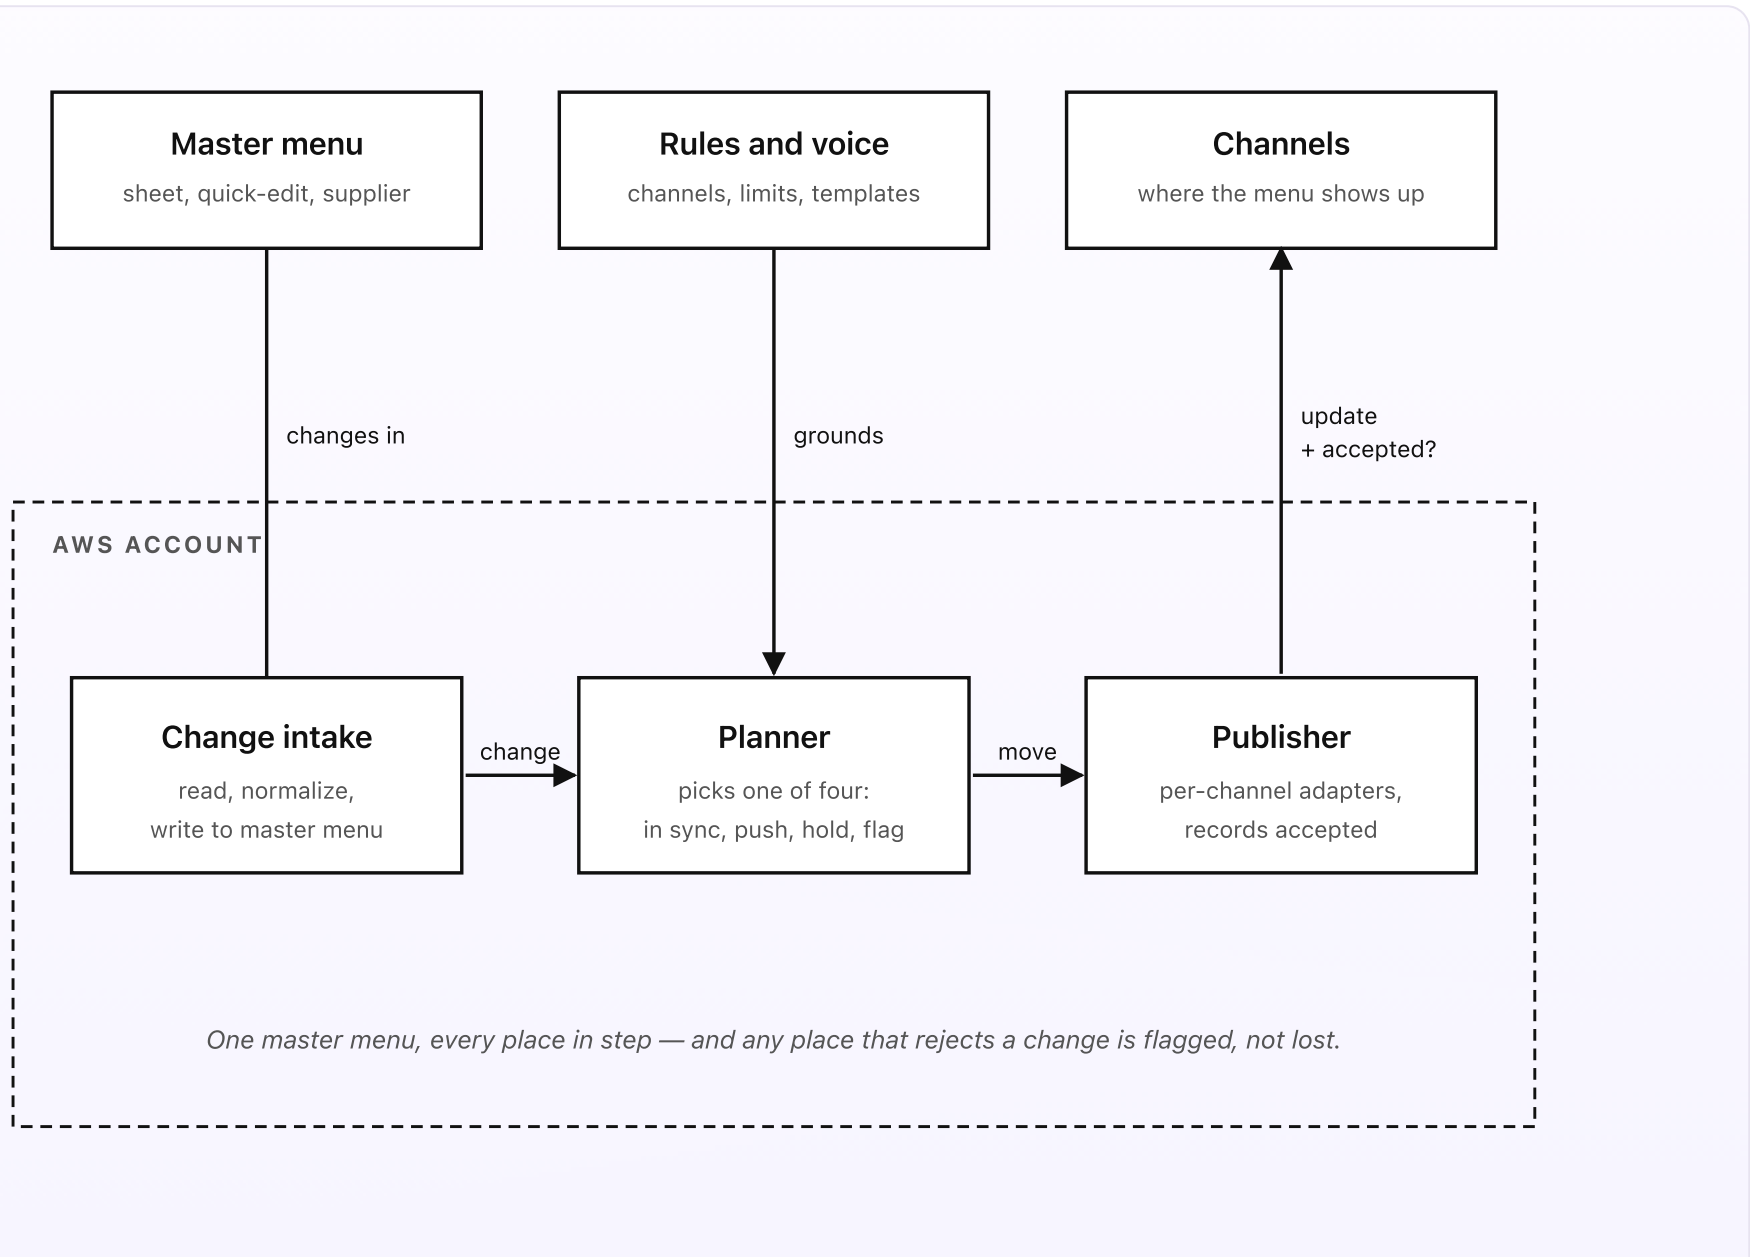 Master menu
sheet, quick-edit, supplier
Rules and voice
channels, limits, templates
Channels
where the menu shows up
changes in
grounds
update
+ accepted?
AWS ACCOUNT
Change intake
read, normalize,
write to master menu
change
Planner
picks one of four:
in sync, push, hold, flag
move
Publisher
per-channel adapters,
records accepted
One master menu, every place in step — and any place that rejects a change is flagged, not lost.